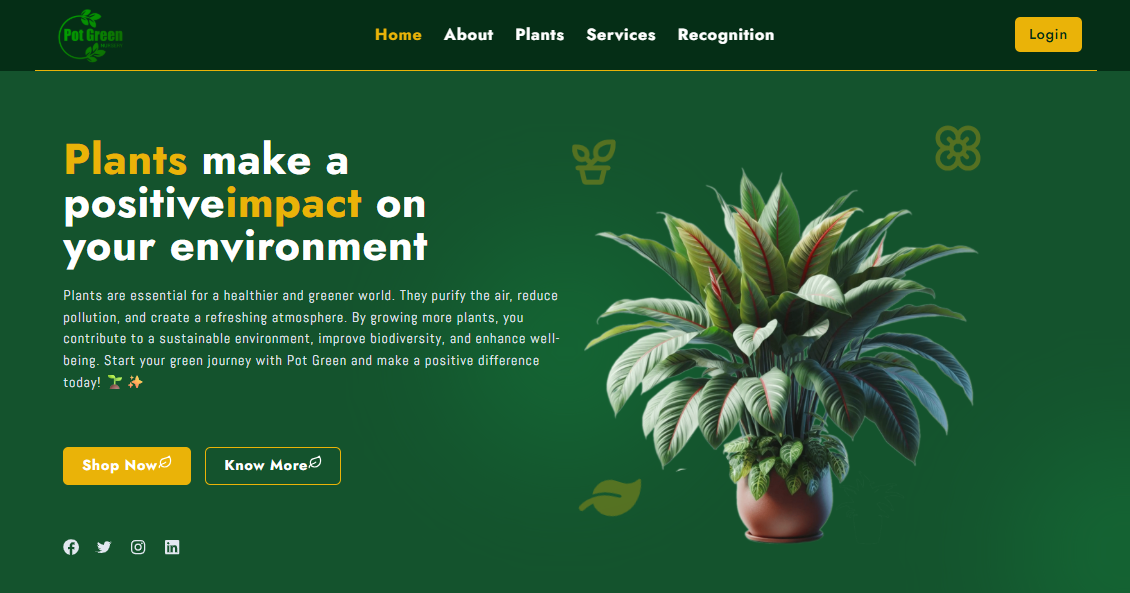 Pot Green
NURSERY
Home About Plants Services Recognition
Login
Plants make a
positiveimpact on
your environment
Plants are essential for a healthier and greener world. They purify the air, reduce
pollution, and create a refreshing atmosphere. By growing more plants, you
contribute to a sustainable environment, improve biodiversity, and enhance well-
being. Start your green journey with Pot Green and make a positive difference
today! 🌱 ✨
Shop Now Know More